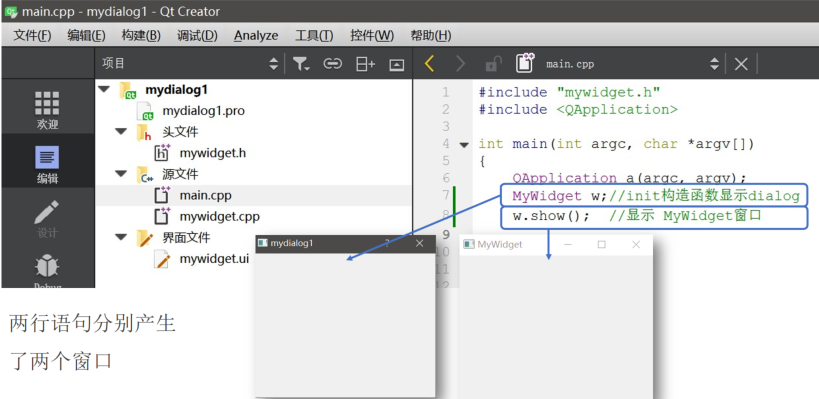 main.cpp - mydialog1 - Qt Creator
文件(F) 编辑(E) 构建(B) 调试(D) Analyze 工具(T) 控件(W) 帮助(H)
项目
main.cpp
欢迎
编辑
设计
Debug
mydialog1
mydialog1.pro
头文件
mywidget.h
源文件
main.cpp
mywidget.cpp
界面文件
mywidget.ui
1 #include "mywidget.h"
2 #include <QApplication>
3
4 int main(int argc, char *argv[])
5 {
6 QApplication a(argc, argv);
7 MyWidget w;//init构造函数显示dialog
8 w.show(); //显示 MyWidget窗口
9
10
11
12
mydialog1 ?
MyWidget
两行语句分别产生
了两个窗口